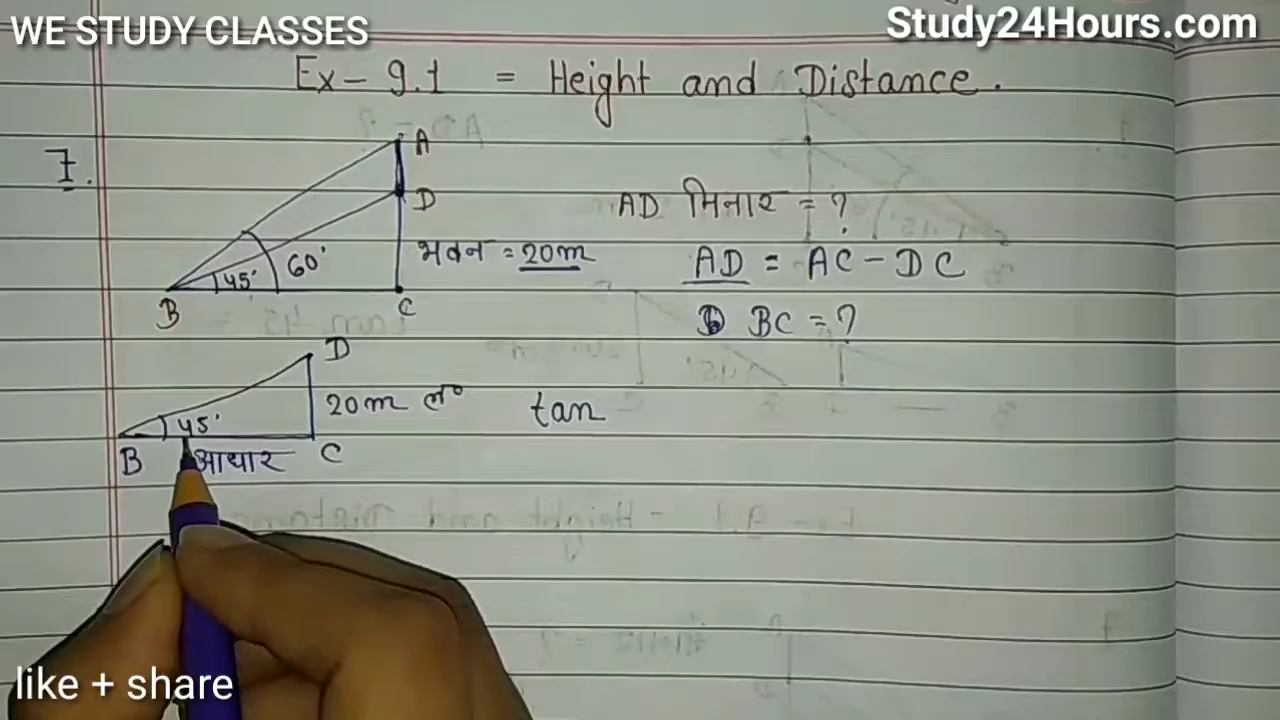 WE STUDY CLASSES
Study24Hours.com
Ex - 9.1 = Height and Distance.
7.
A
D
AD मिनार = ?
भवन = 20m
60°
45°
AD = AC - DC
B
C
BC = ?
D
20m ल०
tan
45°
B
आधार
C
like + share